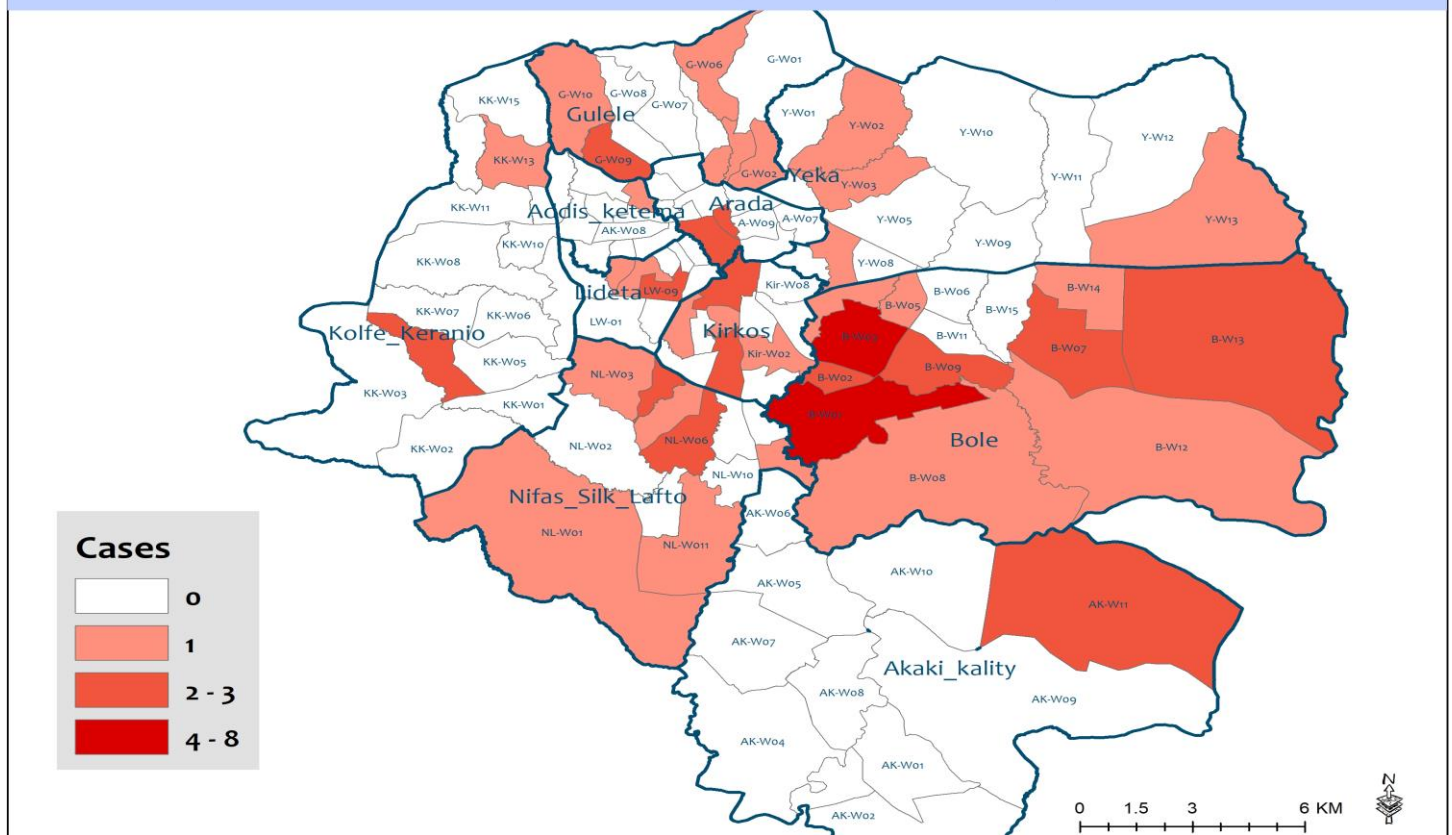 G-W01
G-W06
G-W08
G-W10
G-W07
KK-W15
Gulele
Y-W01
Y-W02
Y-W10
Y-W12
G-W09
KK-W13
G-W02
Yeka
Y-W11
Y-W03
KK-W11
Addis_ketema
Arada
A-W09
A-W07
Y-W05
Y-W13
AK-W08
KK-W10
Y-W09
KK-W08
Y-W08
LW-09
Kir-W08
Lideta
B-W14
B-W05
B-W06
B-W15
KK-W07
KK-W06
LW-01
Kolfe_Keranio
Kirkos
B-W11
B-W07
B-W13
Kir-W02
KK-W05
B-W09
NL-W03
B-W02
KK-W03
KK-W01
NL-W06
Bole
NL-W02
KK-W02
B-W12
NL-W10
B-W08
Nifas_Silk_Lafto
AK-W06
NL-W01
NL-W011
AK-W10
AK-W05
AK-W11
AK-W07
Akaki_kality
AK-W08
AK-W09
AK-W04
AK-W01
AK-W02
Cases
0
1
2 - 3
4 - 8
N
0 1.5 3 6 KM